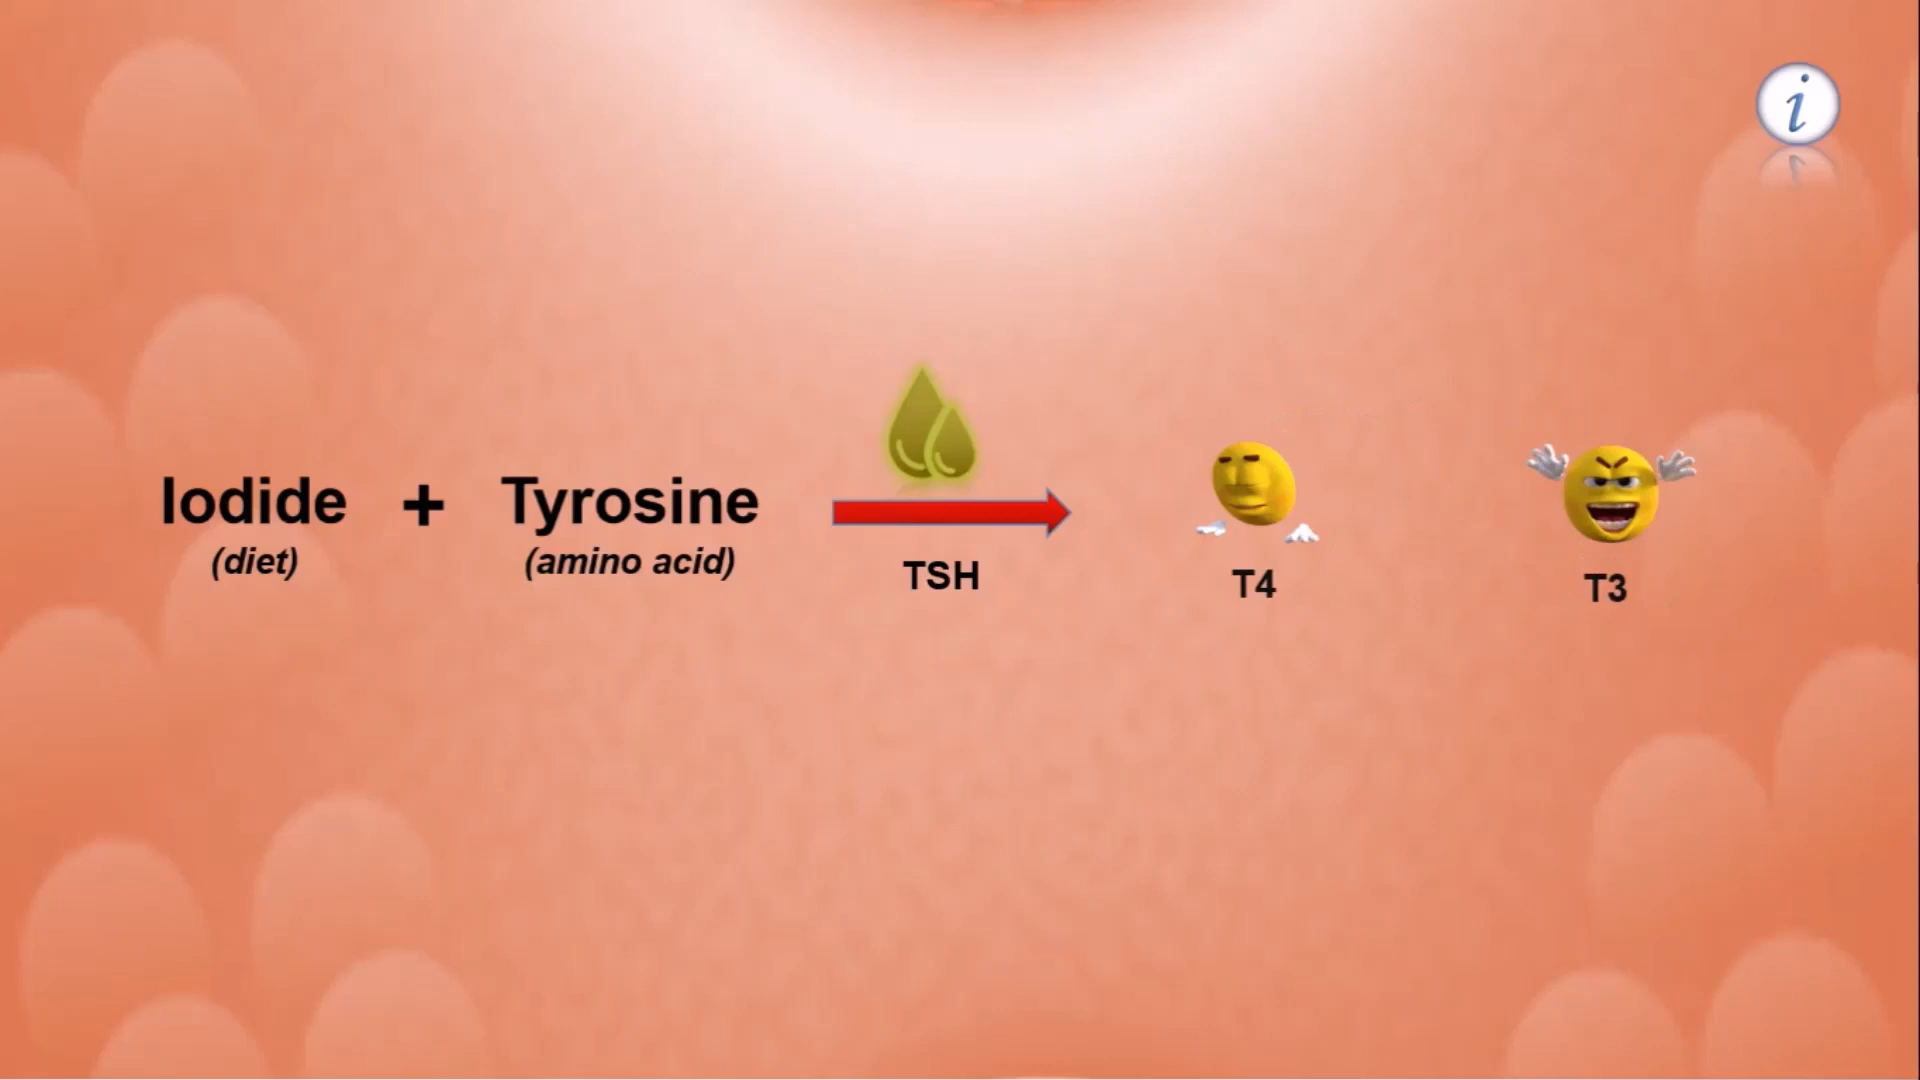 i
Iodide + Tyrosine
(diet) (amino acid)
TSH
T4
T3